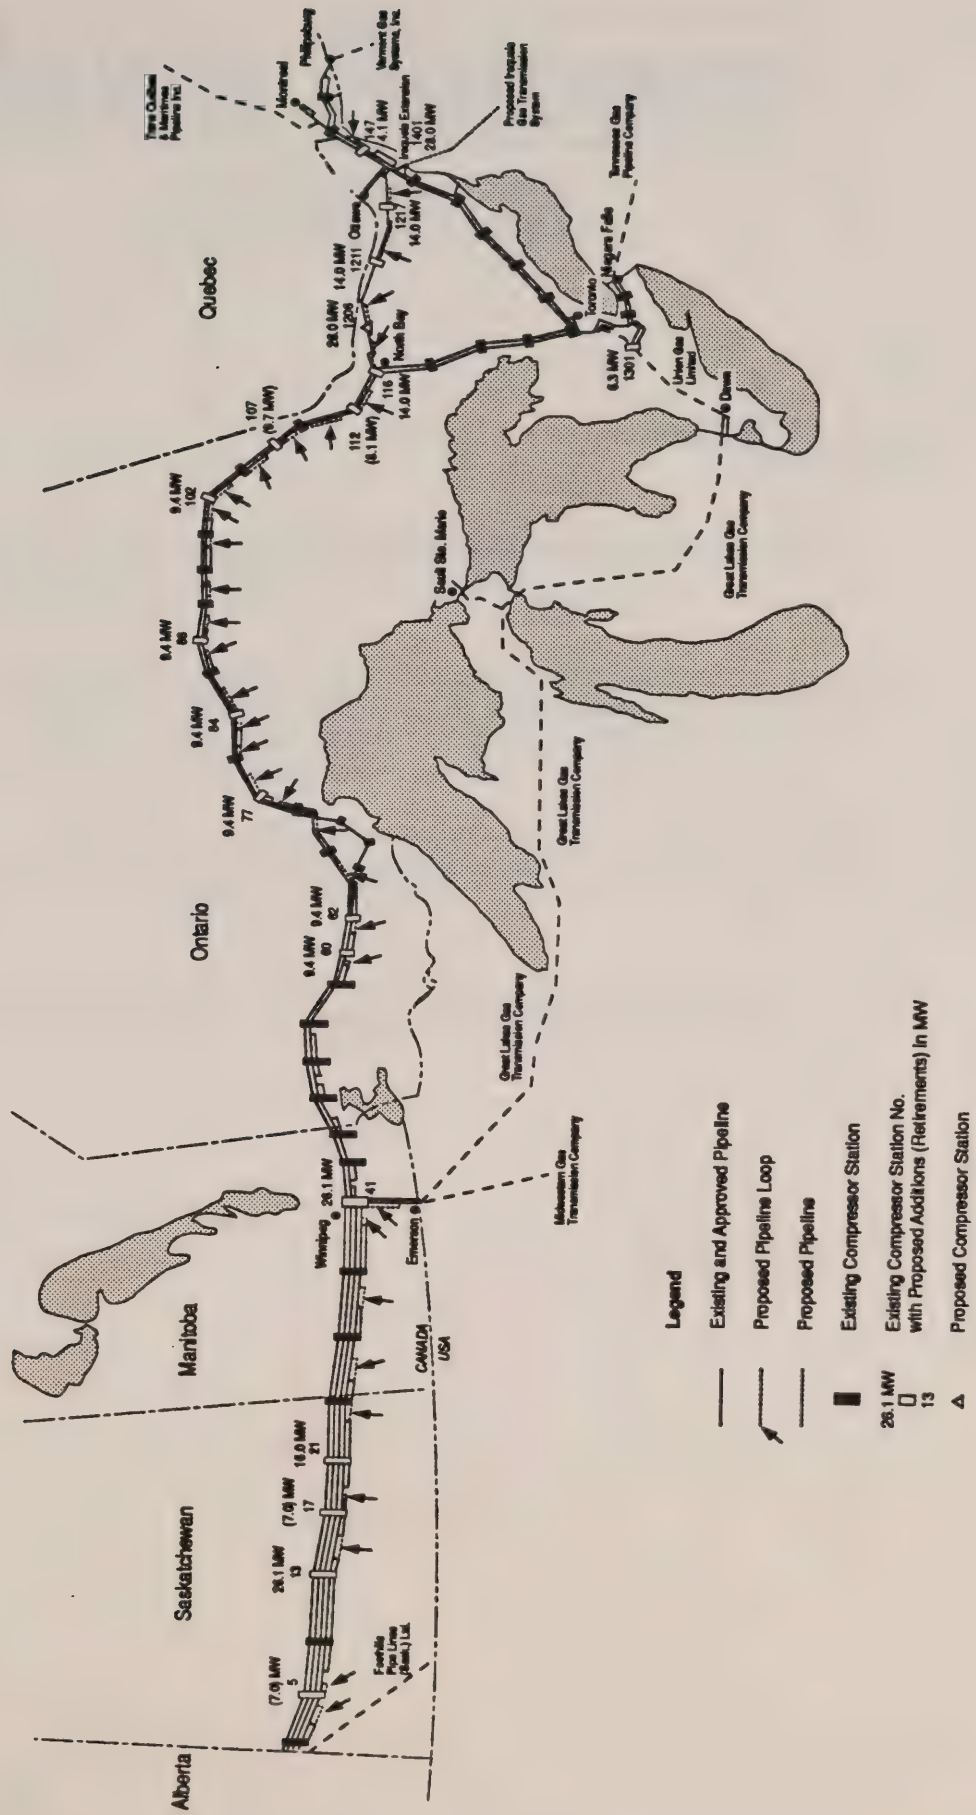 Alberta
Saskatchewan
Manitoba
Ontario
Quebec
(7.0) MW
5
26.1 MW
13
(7.0) MW
17
16.0 MW
21
Foothills
Pipe Lines
(Sask.) Ltd.
CANADA
USA
Winnipeg
26.1 MW
41
Emerson
Midwestern Gas
Transmission Company
Great Lakes Gas
Transmission Company
9.4 MW
60
9.4 MW
62
9.4 MW
77
9.4 MW
84
9.4 MW
88
9.4 MW
102
107
(9.7 MW)
112
(8.1 MW)
116
14.0 MW
North Bay
26.0 MW
1206
14.0 MW
1211
Ottawa
1217
14.0 MW
Trans Québec
& Maritimes
Pipeline Inc.
Montreal
Philipsburg
Vermont Gas
Systems, Inc.
147
4.1 MW
Iroquois Extension
1401
28.0 MW
Proposed Iroquois
Gas Transmission
System
Tennessee Gas
Pipeline Company
Niagara Falls
Toronto
6.3 MW
1301
Union Gas
Limited
Dawn
Sault Ste. Marie
Great Lakes Gas
Transmission Company
Great Lakes Gas
Transmission Company
Legend
Existing and Approved Pipeline
Proposed Pipeline Loop
Proposed Pipeline
Existing Compressor Station
26.1 MW
13
Existing Compressor Station No.
with Proposed Additions (Retirements) in MW
Proposed Compressor Station